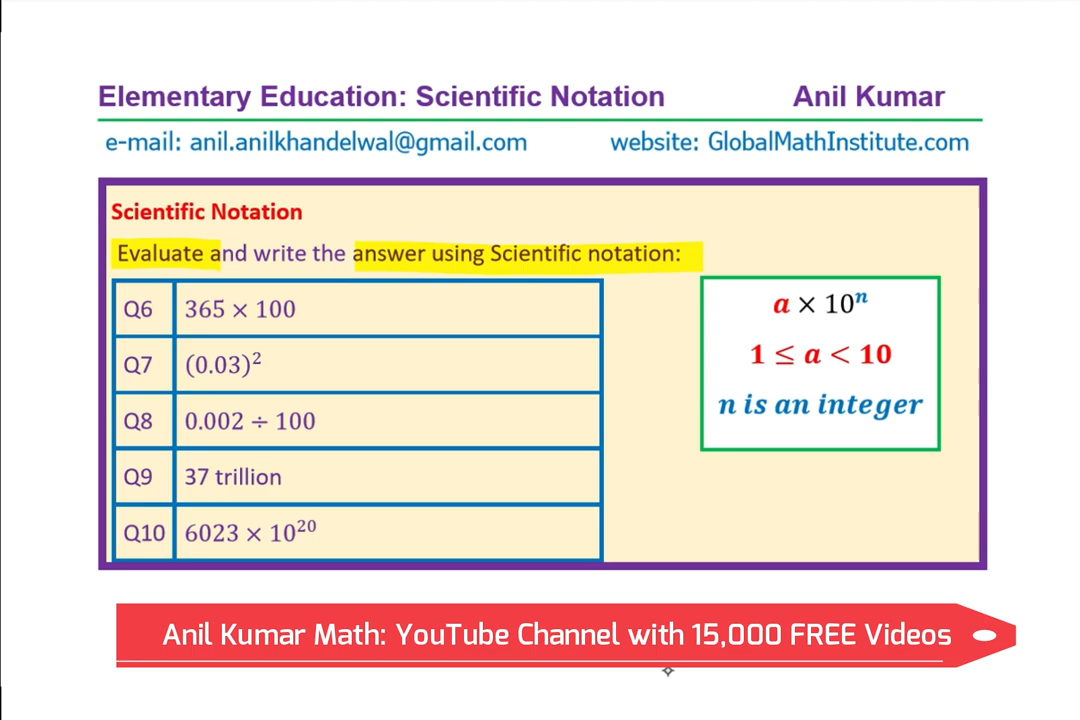 Elementary Education: Scientific Notation Anil Kumar
e-mail: anil.anilkhandelwal@gmail.com website: GlobalMathInstitute.com
Scientific Notation
Evaluate and write the answer using Scientific notation:
Q6 365 × 100
Q7 (0.03)²
Q8 0.002 ÷ 100
Q9 37 trillion
Q10 6023 × 10²⁰
a × 10ⁿ
1 ≤ a < 10
n is an integer
Anil Kumar Math: YouTube Channel with 15,000 FREE Videos